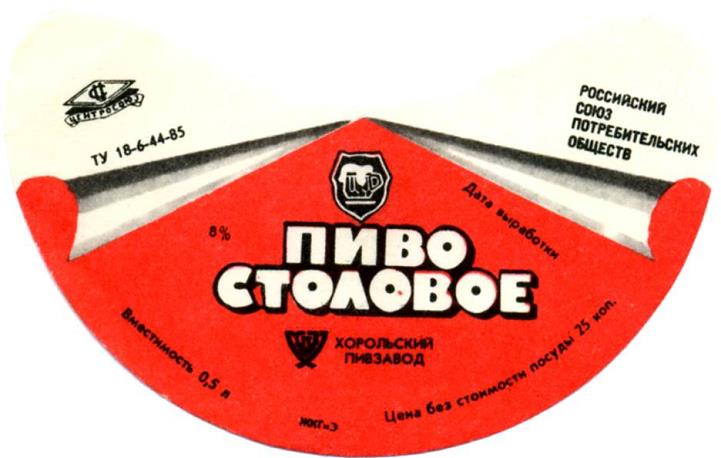 ЦЕНТРОСОЮЗ
ТУ 18-6-44-85
РОССИЙСКИЙ
СОЮЗ
ПОТРЕБИТЕЛЬСКИХ
ОБЩЕСТВ
Дата выработки
8%
ПИВО
СТОЛОВОЕ
ХОРОЛЬСКИЙ
ПИВЗАВОД
Вместимость 0,5 л
Цена без стоимости посуды 25 коп.